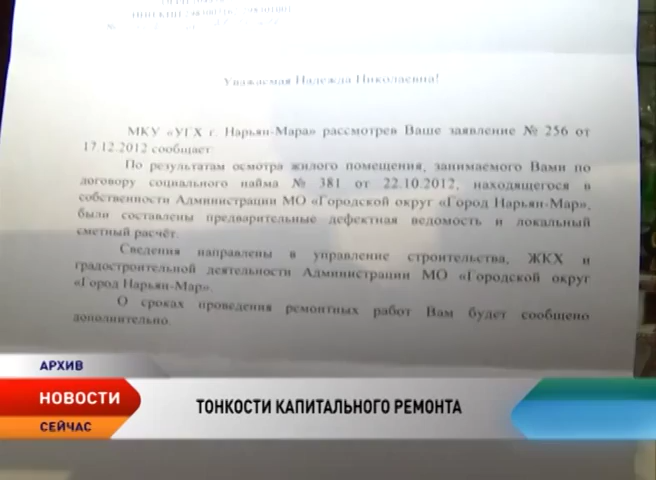 Уважаемая Надежда Николаевна!
МКУ «УГХ г. Нарьян-Мара» рассмотрев Ваше заявление № 256 от
17.12.2012 сообщает:
По результатам осмотра жилого помещения, занимаемого Вами по
договору социального найма № 381 от 22.10.2012, находящегося в
собственности Администрации МО «Городской округ «Город Нарьян-Мар»,
были составлены предварительные дефектная ведомость и локальный
сметный расчёт.
Сведения направлены в управление строительства, ЖКХ и
градостроительной деятельности Администрации МО «Городской округ
«Город Нарьян-Мар».
О сроках проведения ремонтных работ Вам будет сообщено
дополнительно.
АРХИВ
НОВОСТИ
СЕЙЧАС
ТОНКОСТИ КАПИТАЛЬНОГО РЕМОНТА